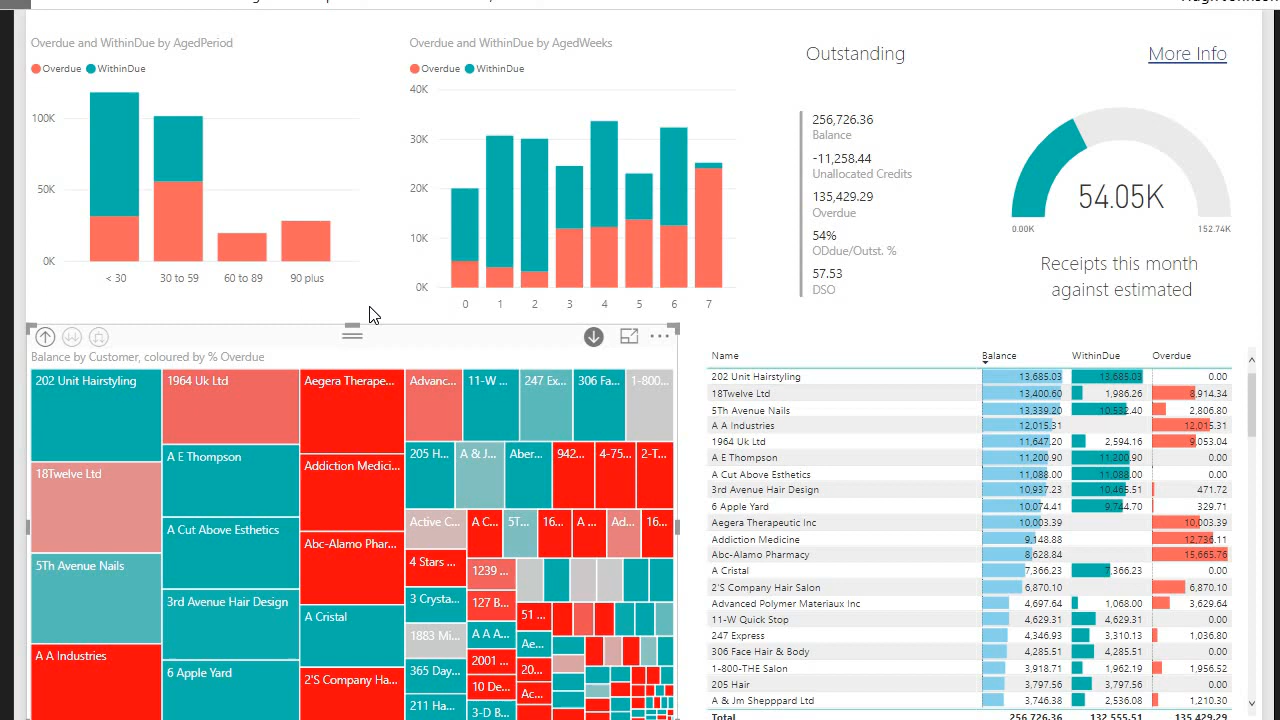 Overdue and WithinDue by AgedPeriod
Overdue WithinDue
100K
50K
0K
< 30 30 to 59 60 to 89 90 plus
Overdue and WithinDue by AgedWeeks
Overdue WithinDue
40K
30K
20K
10K
0K
0 1 2 3 4 5 6 7
Outstanding
More Info
256,726.36
Balance
-11,258.44
Unallocated Credits
135,429.29
Overdue
54%
ODdue/Outst. %
57.53
DSO
54.05K
0.00K 152.74K
Receipts this month
against estimated
Balance by Customer, coloured by % Overdue
202 Unit Hairstyling
18Twelve Ltd
5Th Avenue Nails
A A Industries
1964 Uk Ltd
A E Thompson
A Cut Above Esthetics
3rd Avenue Hair Design
6 Apple Yard
Aegera Therape...
Addiction Medici...
Abc-Alamo Phar...
A Cristal
2'S Company Ha...
Advanc... 11-W ... 247 Ex... 306 Fa... 1-800...
205 H... A & J... Aber... 942... 4-75... 2-T...
Active C... A C... 5T... 16... A ... Ad... 16...
4 Stars ...
3 Crysta...
1883 Mi...
365 Day...
211 Ha...
1239 ...
127 B...
A A A...
2001 ...
10 De...
3-D B...
51 ...
Ae...
20...
Ac...
Name Balance WithinDue Overdue
202 Unit Hairstyling 13,685.03 13,685.03 0.00
18Twelve Ltd 13,400.60 1,986.26 8,914.34
5Th Avenue Nails 13,339.20 10,532.40 2,806.80
A A Industries 12,015.31 12,015.31
1964 Uk Ltd 11,647.20 2,594.16 9,053.04
A E Thompson 11,200.90 11,200.90 0.00
A Cut Above Esthetics 11,088.00 11,088.00 0.00
3rd Avenue Hair Design 10,937.23 10,465.51 471.72
6 Apple Yard 10,074.41 9,744.70 329.71
Aegera Therapeutic Inc 10,003.39 10,003.39
Addiction Medicine 9,148.88 12,736.11
Abc-Alamo Pharmacy 8,628.84 15,665.76
A Cristal 7,366.23 7,366.23 0.00
2'S Company Hair Salon 6,870.10 6,870.10
Advanced Polymer Materiaux Inc 4,697.64 1,068.00 3,629.64
11-W Quick Stop 4,629.31 4,629.31 0.00
247 Express 4,346.93 3,310.13 1,036.80
306 Face Hair & Body 4,285.51 4,285.51 0.00
1-800-THE Salon 3,918.71 1,962.19 1,956.52
205 Hair 3,797.56 3,797.56 0.00
A & Jm Shepppard Ltd 3,746.38 2,536.08 1,210.30
Total 256,726.36 132,555.51 135,429.29